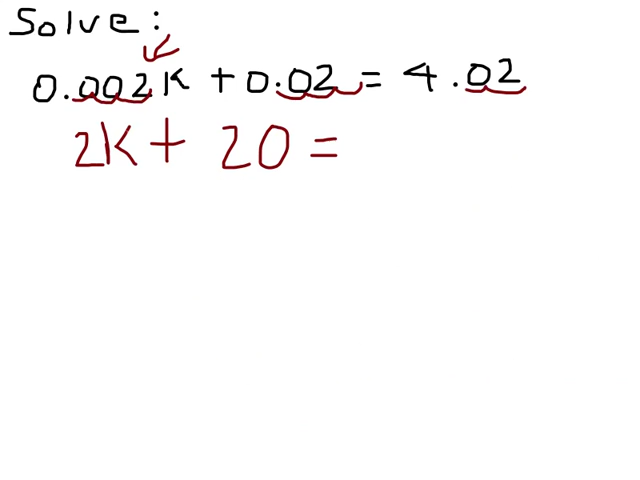 Solve:
0.002k + 0.02 = 4.02
2k + 20 =